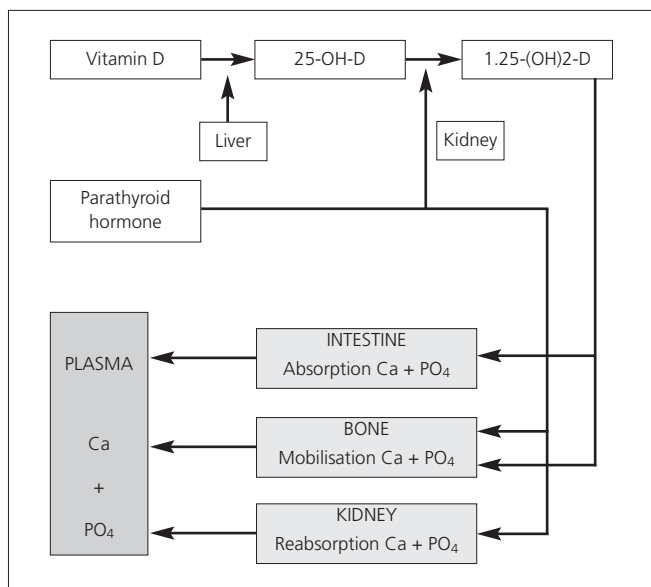 Vitamin D
25-OH-D
1.25-(OH)2-D
Liver
Kidney
Parathyroid
hormone
PLASMA
Ca
+
PO₄
INTESTINE
Absorption Ca + PO₄
BONE
Mobilisation Ca + PO₄
KIDNEY
Reabsorption Ca + PO₄